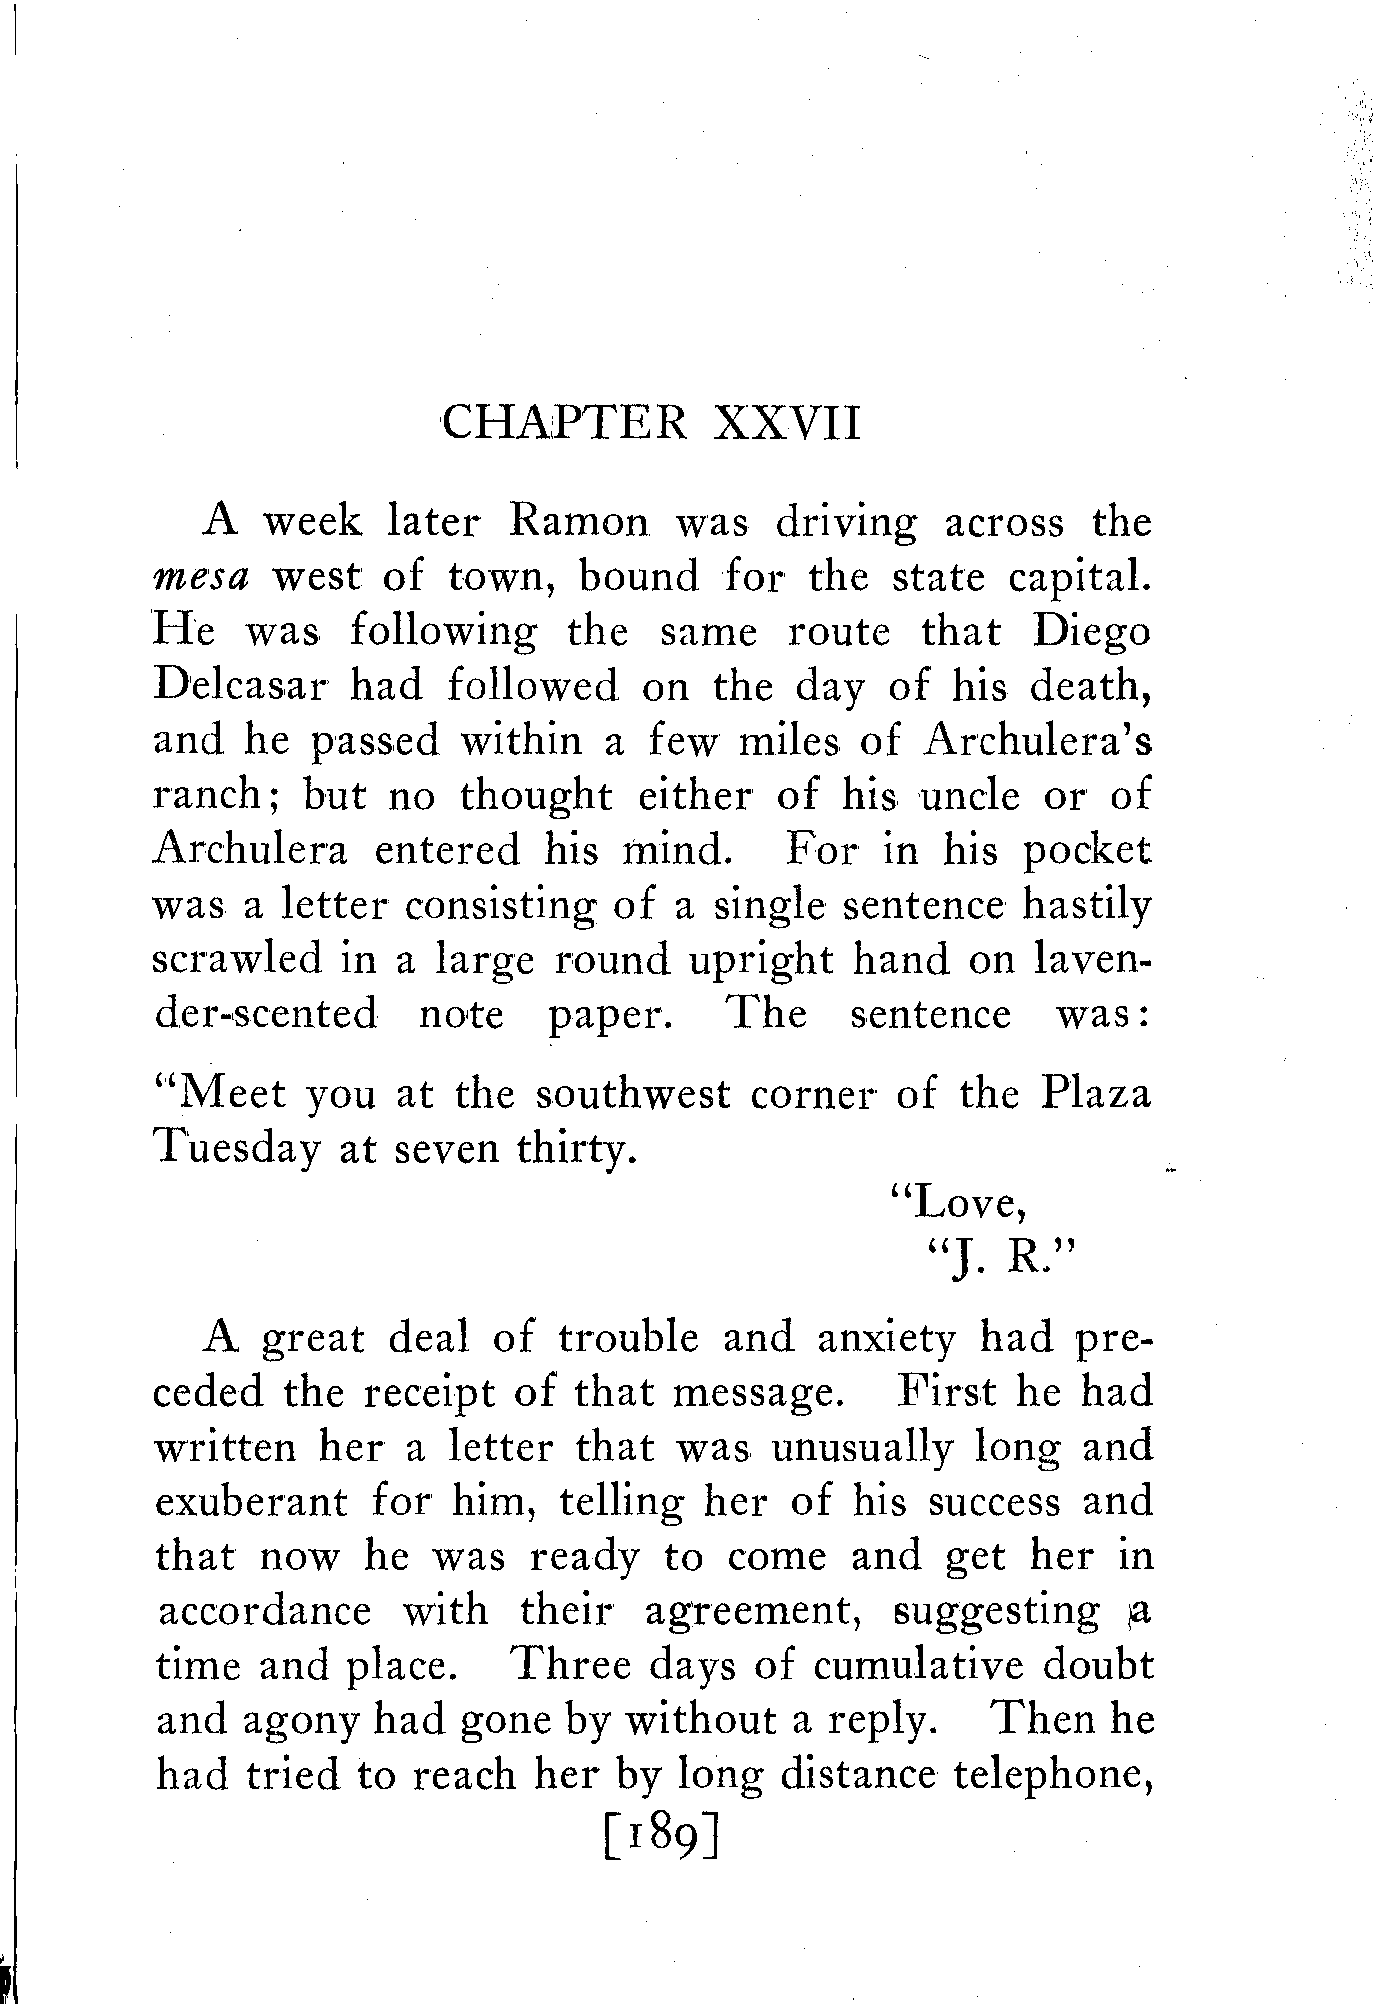 CHAPTER XXVII
A week later Ramon was driving across the
mesa west of town, bound for the state capital.
He was following the same route that Diego
Delcasar had followed on the day of his death,
and he passed within a few miles of Archulera's
ranch; but no thought either of his uncle or of
Archulera entered his mind. For in his pocket
was a letter consisting of a single sentence hastily
scrawled in a large round upright hand on laven-
der-scented note paper. The sentence was:
"Meet you at the southwest corner of the Plaza
Tuesday at seven thirty.
"Love,
"J. R."
A great deal of trouble and anxiety had pre-
ceded the receipt of that message. First he had
written her a letter that was unusually long and
exuberant for him, telling her of his success and
that now he was ready to come and get her in
accordance with their agreement, suggesting a
time and place. Three days of cumulative doubt
and agony had gone by without a reply. Then he
had tried to reach her by long distance telephone,
[189]